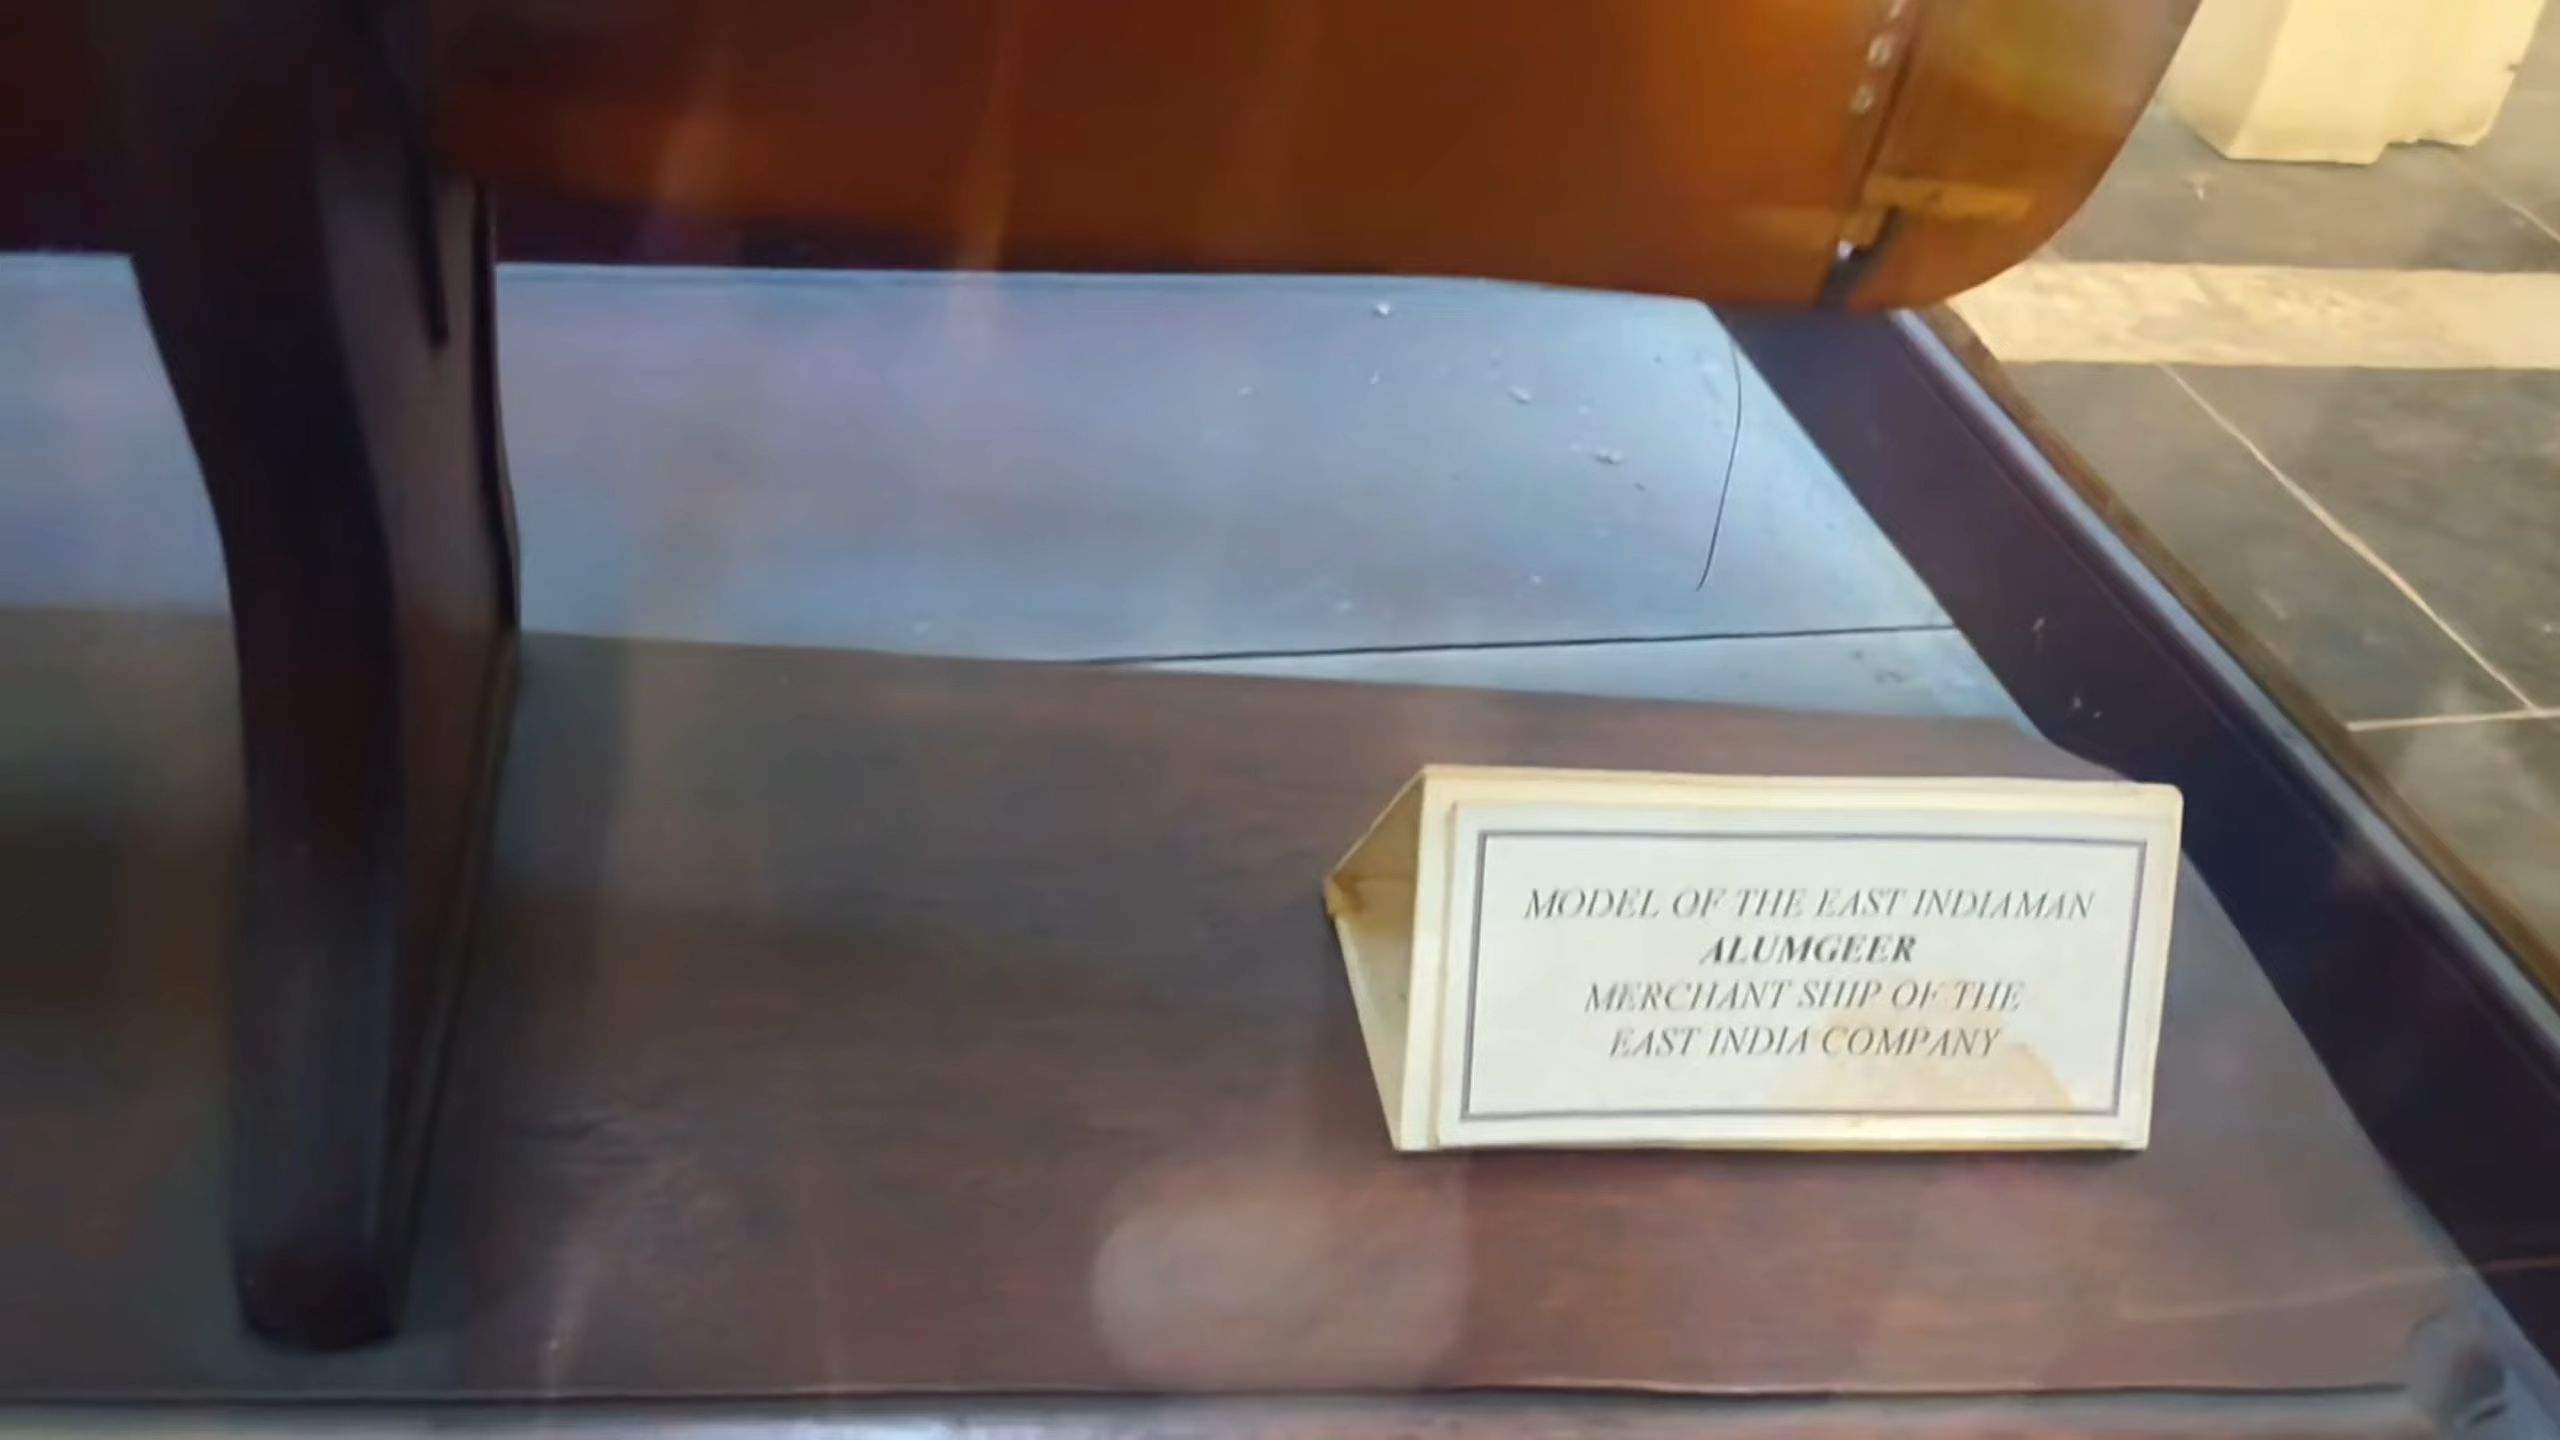 MODEL OF THE EAST INDIAMAN
ALUMGEER
MERCHANT SHIP OF THE
EAST INDIA COMPANY